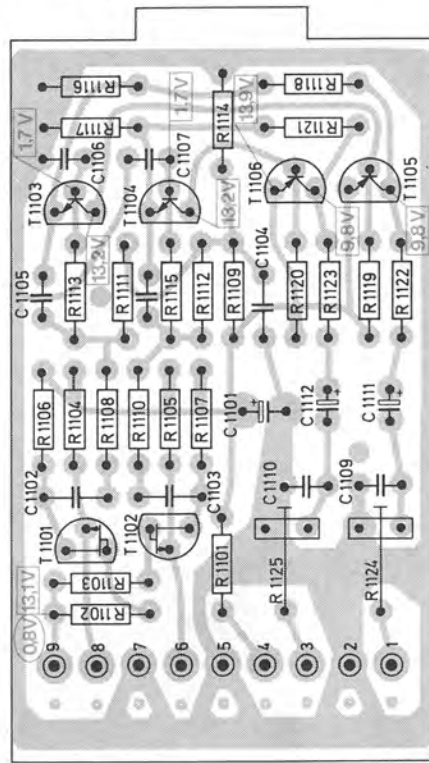 R1116
R1117
1.7 V
C1106
T1103
1.7 V
C1107
T1104
R1114
13.9V
R1118
R1121
T1106
T1105
13.2V
13.2V
9.8V
9.8V
C1105
R1113
R1111
R1115
R1112
R1109
C1104
R1120
R1123
R1119
R1122
R1106
R1104
R1108
R1110
R1105
R1107
C1101
+
C1112
+
C1111
+
C1102
C1103
C1110
C1109
T1101
T1102
R1101
R1125
R1124
R1103
R1102
0,8V
13,1V
9
8
7
6
5
4
3
2
1